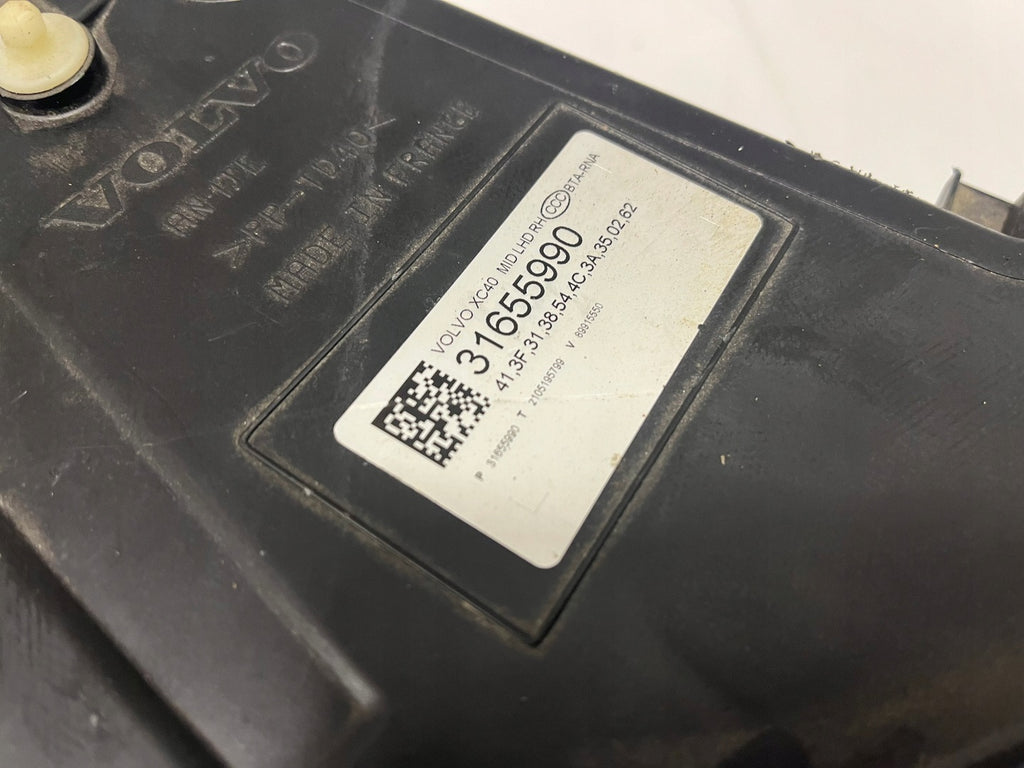 VOLVO
>PP-TD40<
MADE IN FRANCE
VOLVO XC40 MID LHD RH CCC BTA-RNA
31655990
41,3F,31,38,54,4C,3A,35,02,62
P 31655990 T 2105195799 V 69915550